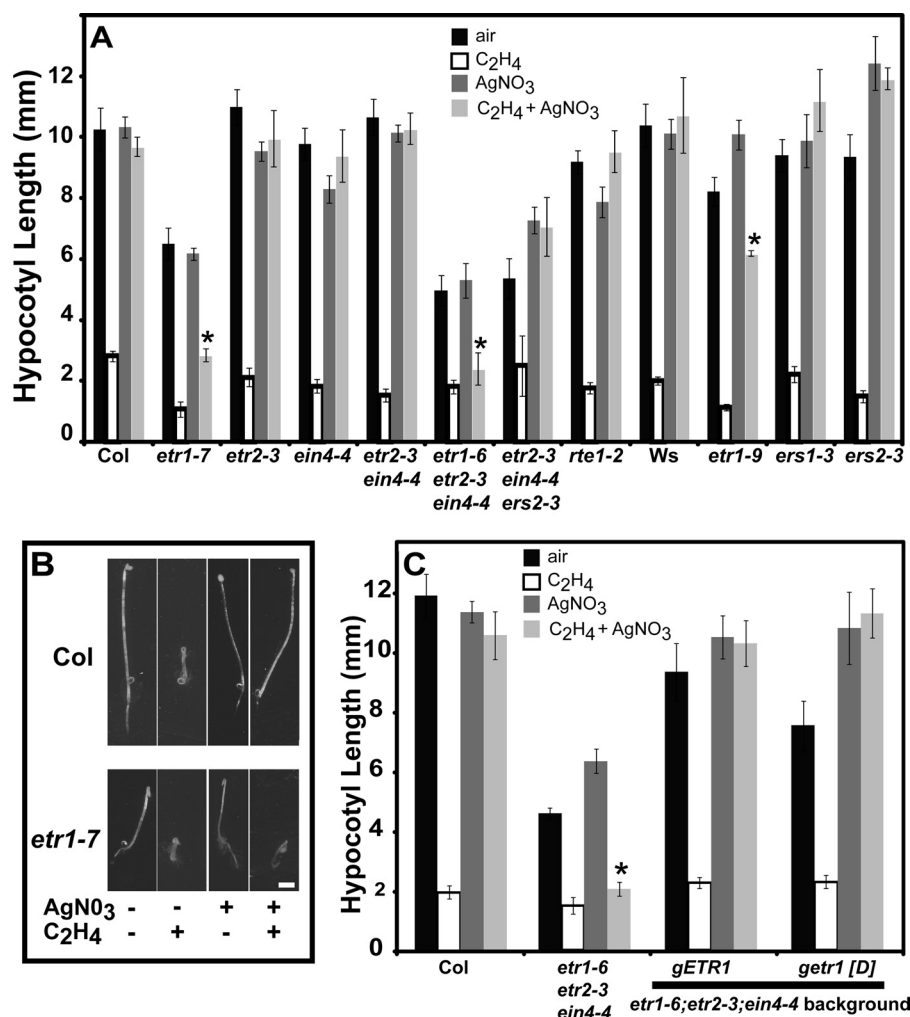 A
air
C2H4
AgNO3
C2H4 + AgNO3
Hypocotyl Length (mm)
12
10
8
6
4
2
0
*
*
*
Col
etr1-7
etr2-3
ein4-4
etr2-3
ein4-4
etr1-6
etr2-3
ein4-4
etr2-3
ein4-4
ers2-3
rte1-2
Ws
etr1-9
ers1-3
ers2-3
B
Col
etr1-7
AgN03 - - + +
C2H4 - + - +
C
air
C2H4
AgNO3
C2H4 + AgNO3
Hypocotyl Length (mm)
12
10
8
6
4
2
0
*
Col
etr1-6
etr2-3
ein4-4
gETR1
getr1 [D]
etr1-6;etr2-3;ein4-4 background